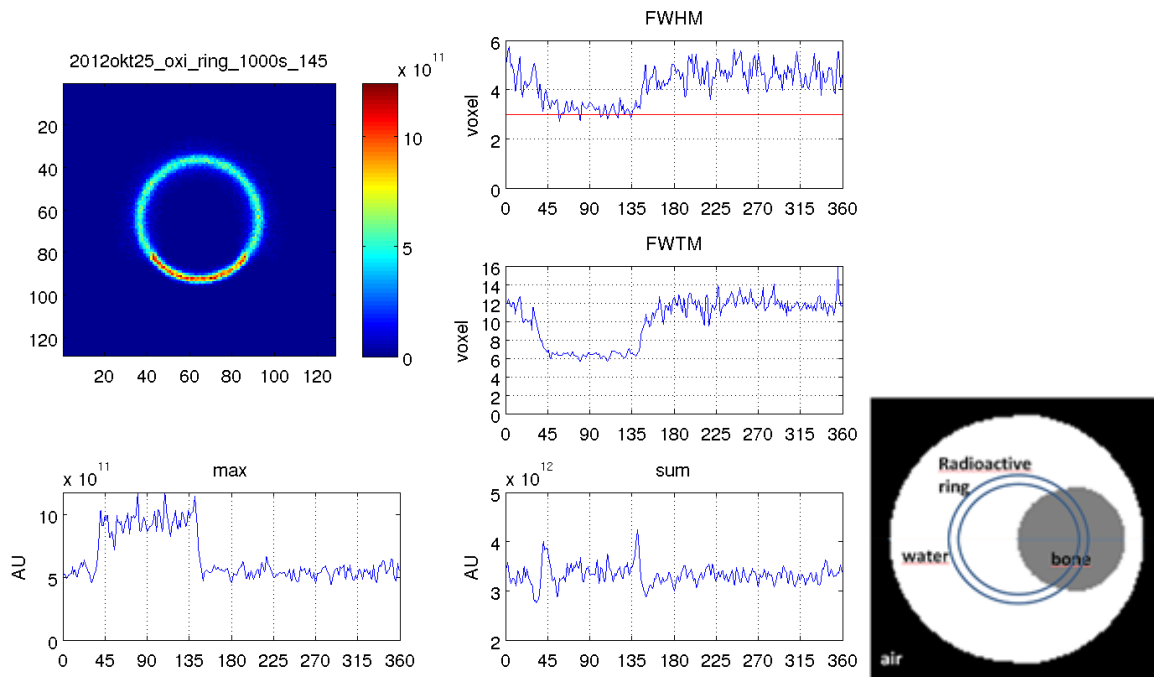 2012okt25_oxi_ring_1000s_145
x 10^11
20
40
60
80
100
120
20 40 60 80 100 120
10
5
0
FWHM
voxel
6
4
2
0
0 45 90 135 180 225 270 315 360
FWTM
voxel
16
14
12
10
8
6
4
2
0
0 45 90 135 180 225 270 315 360
max
x 10^11
AU
10
5
0
0 45 90 135 180 225 270 315 360
sum
x 10^12
AU
5
4
3
2
0 45 90 135 180 225 270 315 360
Radioactive
ring
water
bone
air